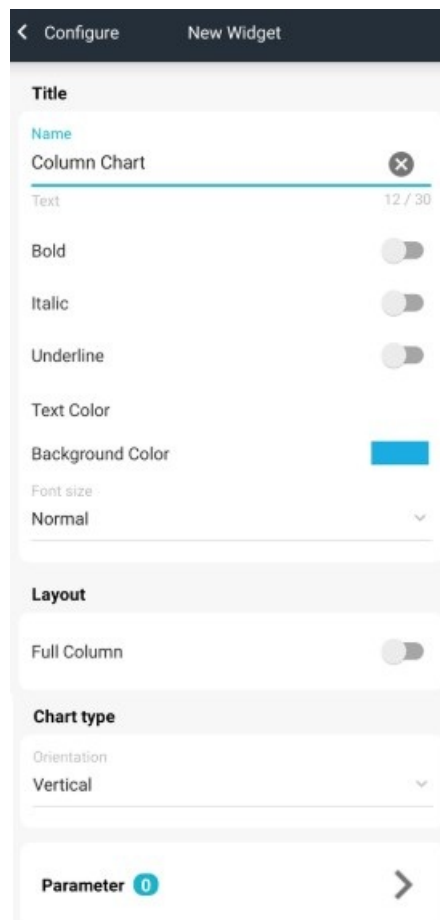 Configure New Widget
Title
Name
Column Chart
Text 12 / 30
Bold
Italic
Underline
Text Color
Background Color
Font size
Normal
Layout
Full Column
Chart type
Orientation
Vertical
Parameter 0